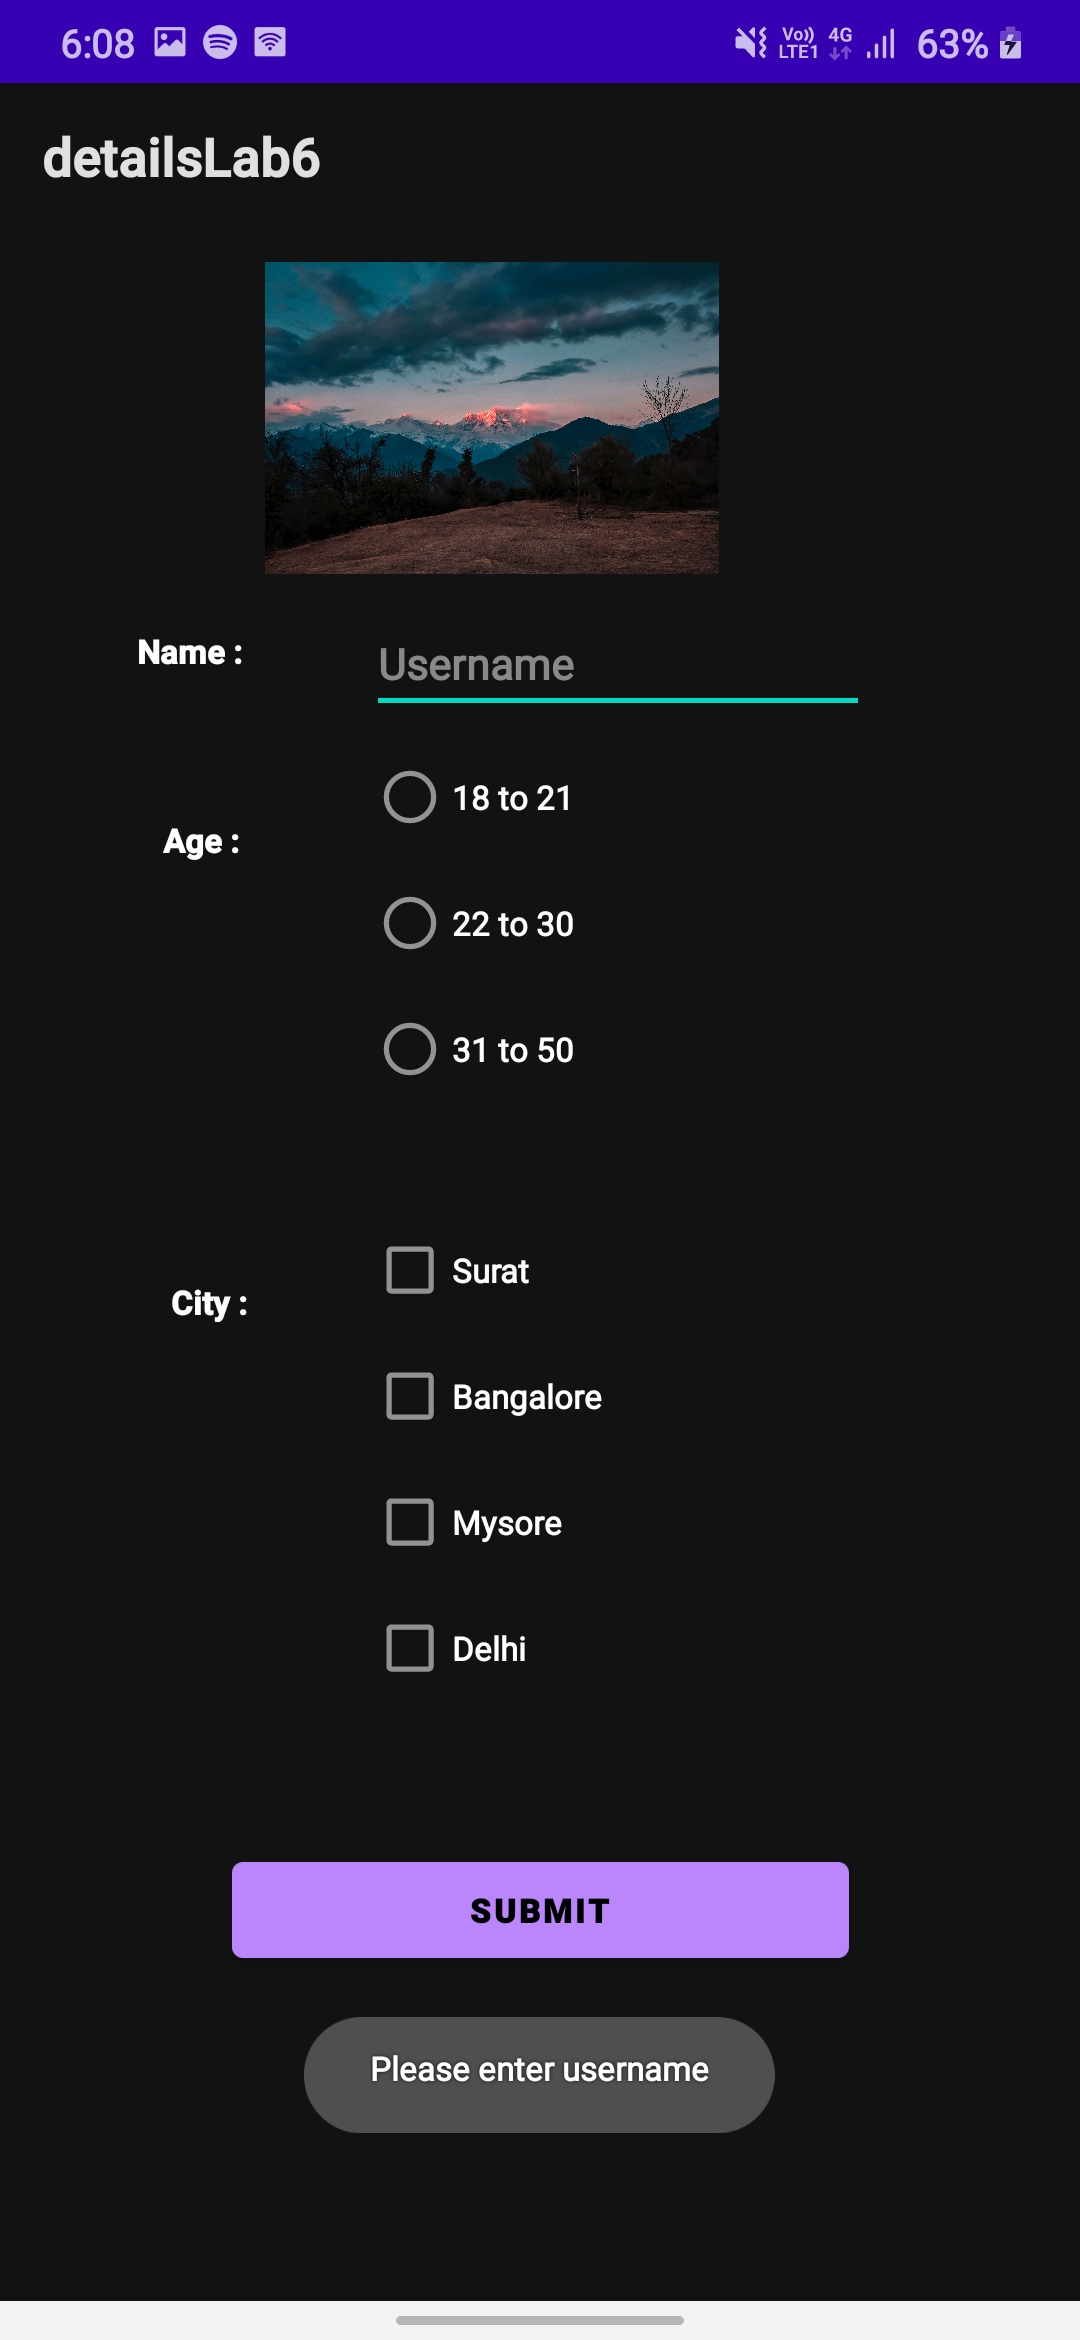 6:08 Vo)) LTE1 4G 63%
detailsLab6
Name :
Username
18 to 21
Age :
22 to 30
31 to 50
Surat
City :
Bangalore
Mysore
Delhi
SUBMIT
Please enter username